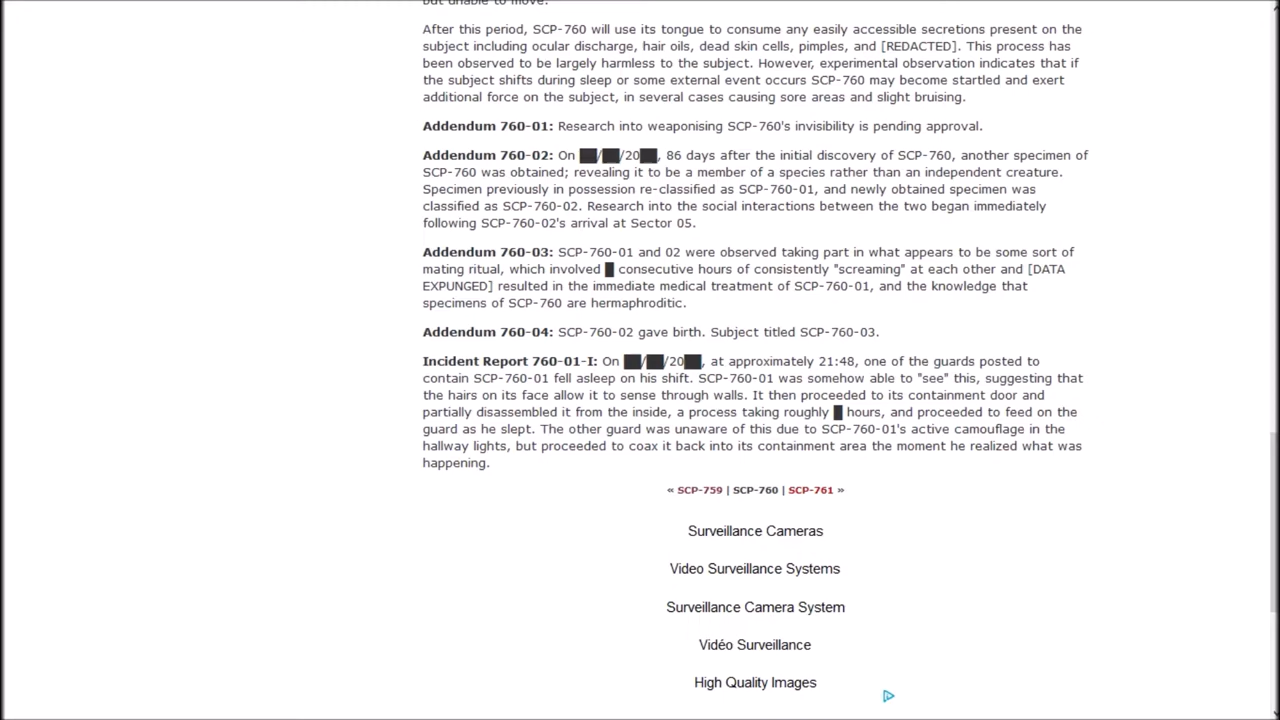 but unable to move.
After this period, SCP-760 will use its tongue to consume any easily accessible secretions present on the
subject including ocular discharge, hair oils, dead skin cells, pimples, and [REDACTED]. This process has
been observed to be largely harmless to the subject. However, experimental observation indicates that if
the subject shifts during sleep or some external event occurs SCP-760 may become startled and exert
additional force on the subject, in several cases causing sore areas and slight bruising.
Addendum 760-01: Research into weaponising SCP-760's invisibility is pending approval.
Addendum 760-02: On ██/██/20██, 86 days after the initial discovery of SCP-760, another specimen of
SCP-760 was obtained; revealing it to be a member of a species rather than an independent creature.
Specimen previously in possession re-classified as SCP-760-01, and newly obtained specimen was
classified as SCP-760-02. Research into the social interactions between the two began immediately
following SCP-760-02's arrival at Sector 05.
Addendum 760-03: SCP-760-01 and 02 were observed taking part in what appears to be some sort of
mating ritual, which involved █ consecutive hours of consistently "screaming" at each other and [DATA
EXPUNGED] resulted in the immediate medical treatment of SCP-760-01, and the knowledge that
specimens of SCP-760 are hermaphroditic.
Addendum 760-04: SCP-760-02 gave birth. Subject titled SCP-760-03.
Incident Report 760-01-I: On ██/██/20██, at approximately 21:48, one of the guards posted to
contain SCP-760-01 fell asleep on his shift. SCP-760-01 was somehow able to "see" this, suggesting that
the hairs on its face allow it to sense through walls. It then proceeded to its containment door and
partially disassembled it from the inside, a process taking roughly █ hours, and proceeded to feed on the
guard as he slept. The other guard was unaware of this due to SCP-760-01's active camouflage in the
hallway lights, but proceeded to coax it back into its containment area the moment he realized what was
happening.
« SCP-759 | SCP-760 | SCP-761 »
Surveillance Cameras
Video Surveillance Systems
Surveillance Camera System
Vidéo Surveillance
High Quality Images